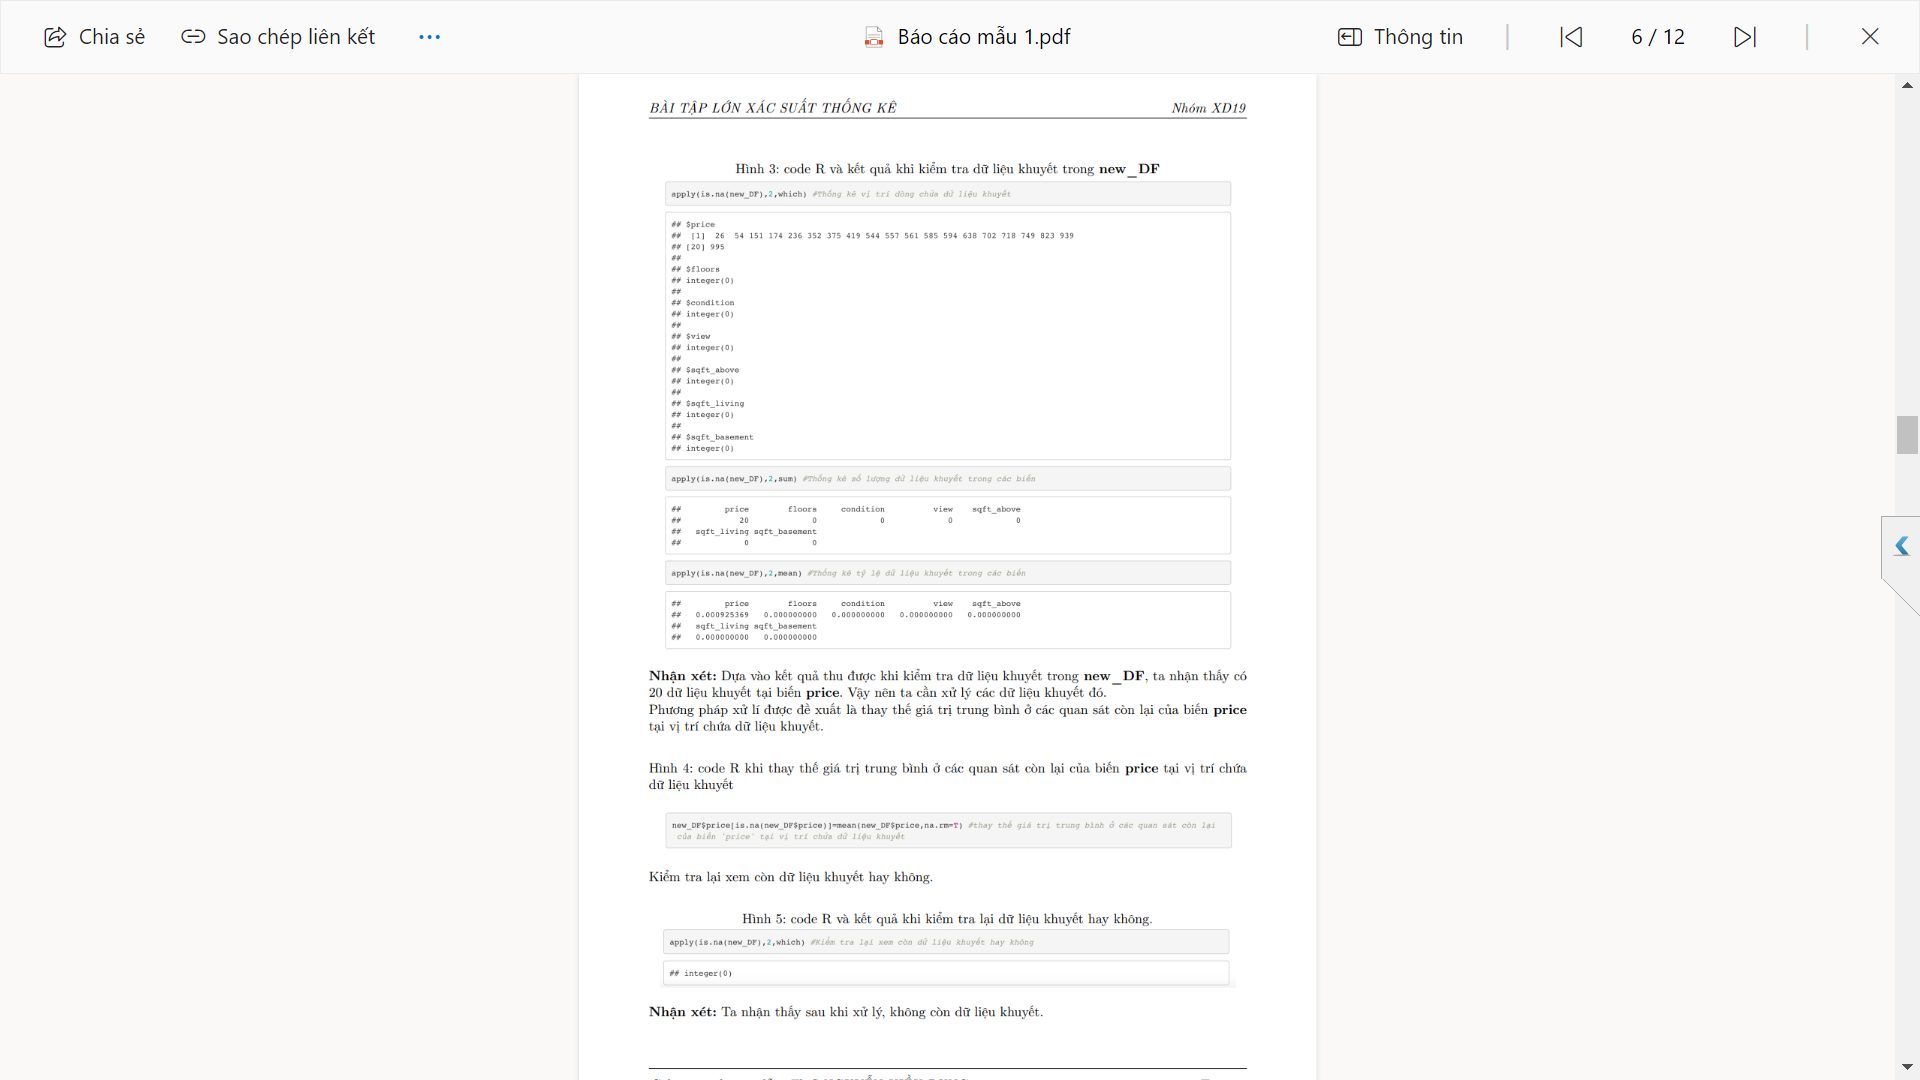 Chia sẻ Sao chép liên kết ... Báo cáo mẫu 1.pdf Thông tin 6 / 12
BÀI TẬP LỚN XÁC SUẤT THỐNG KÊ Nhóm XD19
Hình 3: code R và kết quả khi kiểm tra dữ liệu khuyết trong new_DF
apply(is.na(new_DF),2,which) #Thống kê vị trí dòng chứa dữ liệu khuyết
## $price
## [1] 26 54 151 174 236 352 375 419 544 557 561 585 594 638 702 718 749 823 939
## [20] 995
##
## $floors
## integer(0)
##
## $condition
## integer(0)
##
## $view
## integer(0)
##
## $sqft_above
## integer(0)
##
## $sqft_living
## integer(0)
##
## $sqft_basement
## integer(0)
apply(is.na(new_DF),2,sum) #Thống kê số lượng dữ liệu khuyết trong các biến
## price floors condition view sqft_above
## 20 0 0 0 0
## sqft_living sqft_basement
## 0 0
apply(is.na(new_DF),2,mean) #Thống kê tỷ lệ dữ liệu khuyết trong các biến
## price floors condition view sqft_above
## 0.000925369 0.000000000 0.000000000 0.000000000 0.000000000
## sqft_living sqft_basement
## 0.000000000 0.000000000
Nhận xét: Dựa vào kết quả thu được khi kiểm tra dữ liệu khuyết trong new_DF, ta nhận thấy có
20 dữ liệu khuyết tại biến price. Vậy nên ta cần xử lý các dữ liệu khuyết đó.
Phương pháp xử lí được đề xuất là thay thế giá trị trung bình ở các quan sát còn lại của biến price
tại vị trí chứa dữ liệu khuyết.
Hình 4: code R khi thay thế giá trị trung bình ở các quan sát còn lại của biến price tại vị trí chứa
dữ liệu khuyết
new_DF$price[is.na(new_DF$price)]=mean(new_DF$price,na.rm=T) #thay thế giá trị trung bình ở các quan sát còn lại
của biến 'price' tại vị trí chứa dữ liệu khuyết
Kiểm tra lại xem còn dữ liệu khuyết hay không.
Hình 5: code R và kết quả khi kiểm tra lại dữ liệu khuyết hay không.
apply(is.na(new_DF),2,which) #Kiểm tra lại xem còn dữ liệu khuyết hay không
## integer(0)
Nhận xét: Ta nhận thấy sau khi xử lý, không còn dữ liệu khuyết.